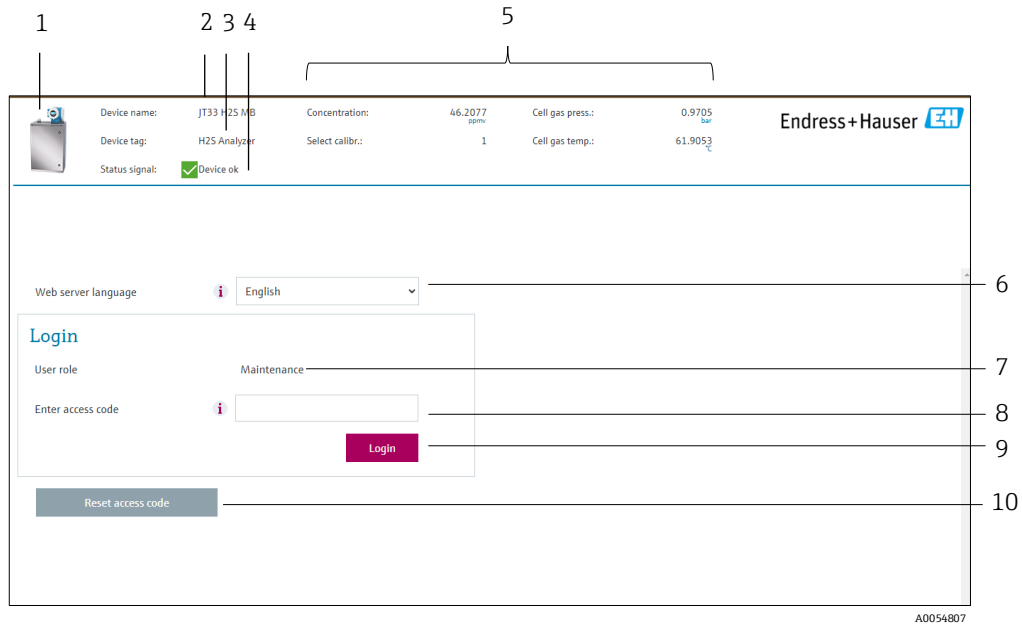 1 2 3 4 5
Device name: JT33 H2S MB Concentration: 46.2077 ppmv Cell gas press.: 0.9705 bar
Endress+Hauser EH
Device tag: H2S Analyzer Select calibr.: 1 Cell gas temp.: 61.9053 °C
Status signal: Device ok
Web server language i English 6
Login
User role Maintenance 7
Enter access code i 8
Login 9
Reset access code 10
A0054807